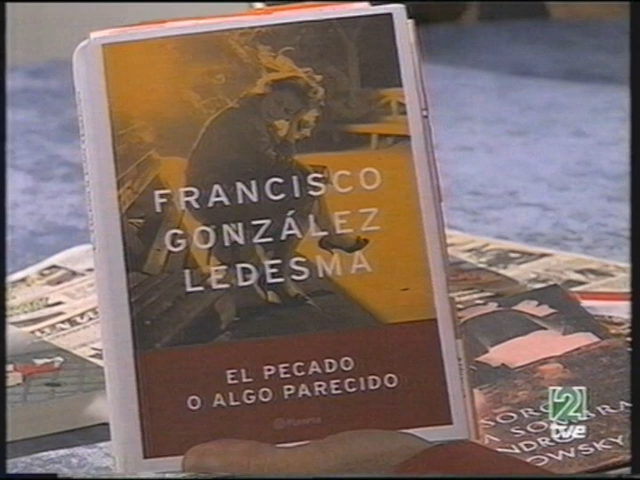 FRANCISCO
GONZÁLEZ
LEDESMA
EL PECADO
O ALGO PARECIDO
Planeta
2
tve